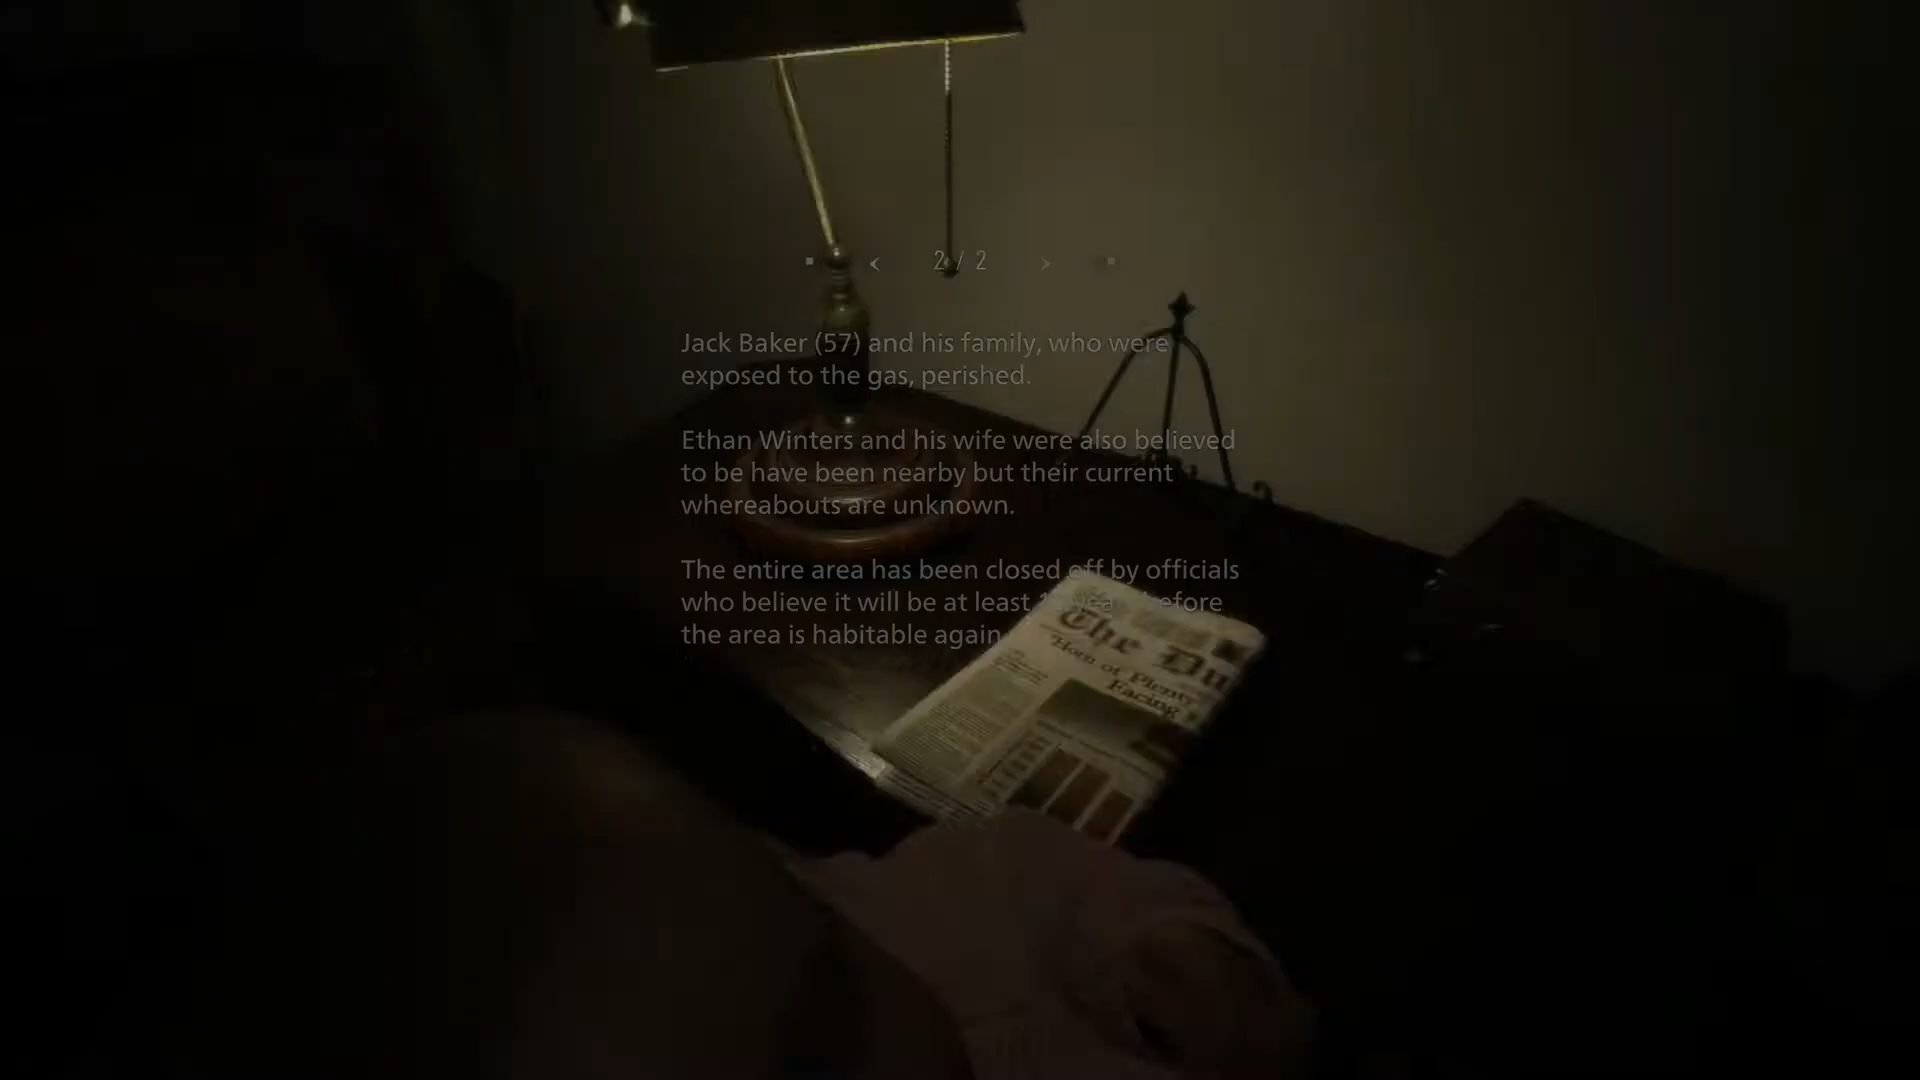 2 / 2
Jack Baker (57) and his family, who were
exposed to the gas, perished.
Ethan Winters and his wife were also believed
to be have been nearby but their current
whereabouts are unknown.
The entire area has been closed off by officials
who believe it will be at least before
the area is habitable again
The Du
Horn of Plenty
Facing